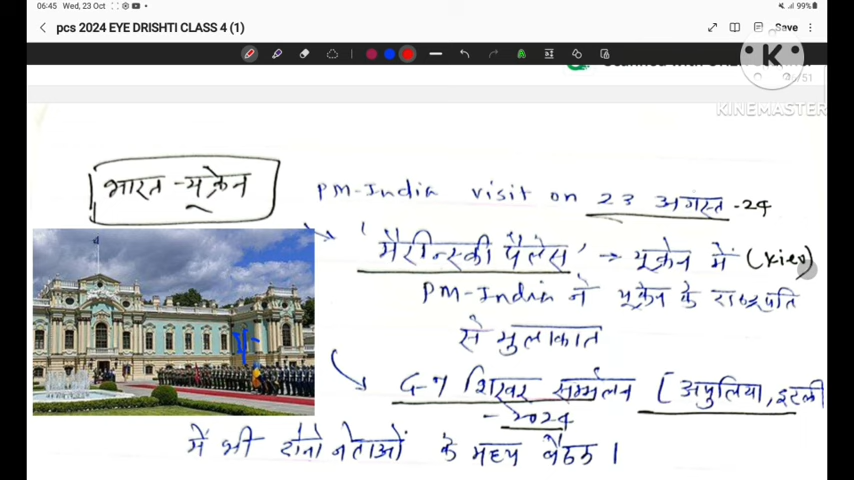 06:45 Wed, 23 Oct
99%
pcs 2024 EYE DRISHTI CLASS 4 (1)
Save
/51
K
KINEMASTER
भारत-यूक्रेन
PM-India visit on 23 अगस्त-24
'मैरीन्स्की पैलेस' → यूक्रेन में (Kiev)
PM-India ने यूक्रेन के राष्ट्रपति
से मुलाकात
G-7 शिखर सम्मेलन [अपुलिया, इटली
-2024
में भी दोनो नेताओं के मध्य बैठक।